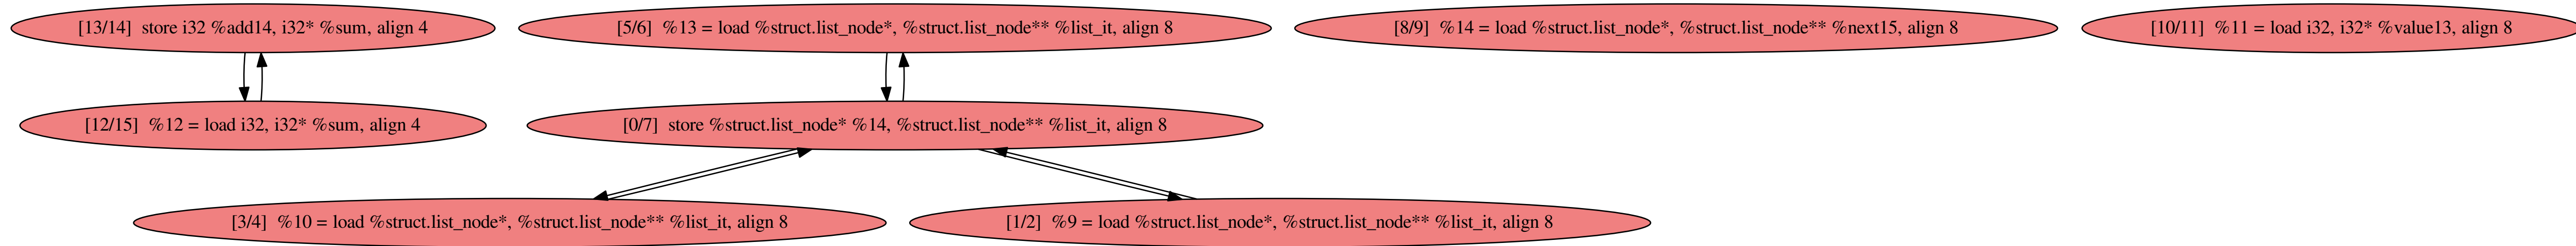 [13/14]  store i32 %add14, i32* %sum, align 4
[5/6]  %13 = load %struct.list_node*, %struct.list_node** %list_it, align 8
[8/9]  %14 = load %struct.list_node*, %struct.list_node** %next15, align 8
[10/11]  %11 = load i32, i32* %value13, align 8
[12/15]  %12 = load i32, i32* %sum, align 4
[0/7]  store %struct.list_node* %14, %struct.list_node** %list_it, align 8
[3/4]  %10 = load %struct.list_node*, %struct.list_node** %list_it, align 8
[1/2]  %9 = load %struct.list_node*, %struct.list_node** %list_it, align 8